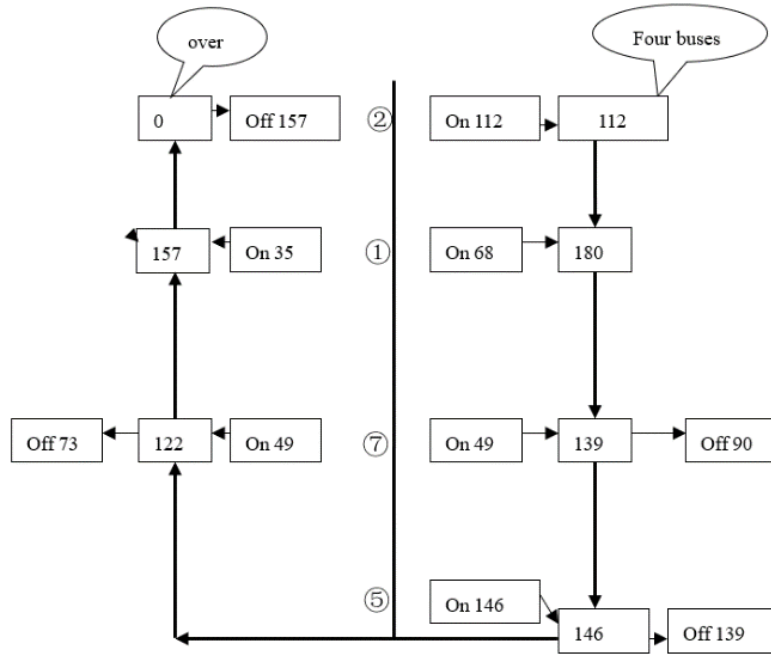 over
Four buses
0
Off 157
②
On 112
112
157
On 35
①
On 68
180
Off 73
122
On 49
⑦
On 49
139
Off 90
⑤
On 146
146
Off 139